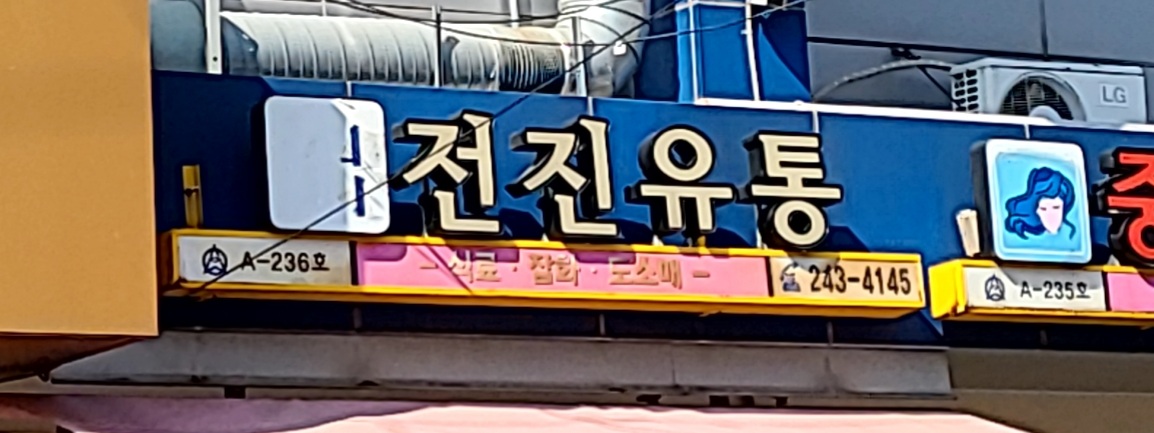 LG
전진유통
A-236호
- 식료 · 잡화 · 도소매 -
243-4145
A-235호